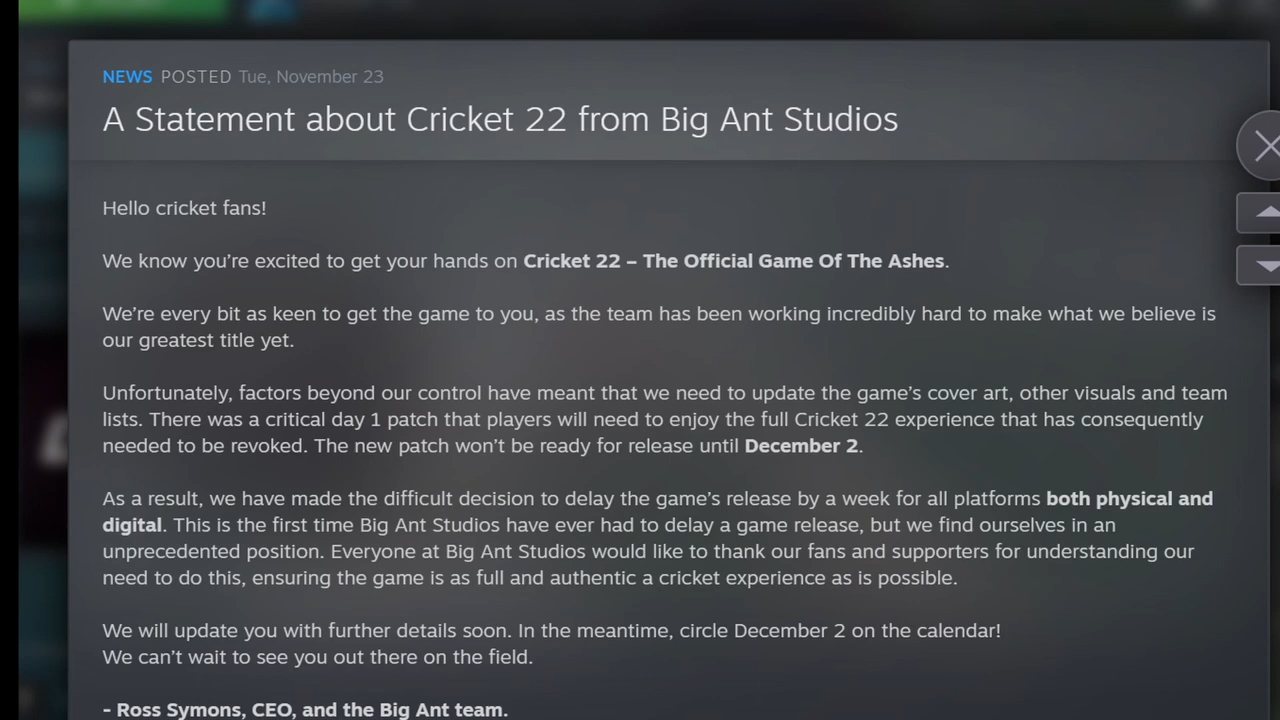 NEWS POSTED Tue, November 23
A Statement about Cricket 22 from Big Ant Studios
Hello cricket fans!
We know you're excited to get your hands on Cricket 22 – The Official Game Of The Ashes.
We're every bit as keen to get the game to you, as the team has been working incredibly hard to make what we believe is
our greatest title yet.
Unfortunately, factors beyond our control have meant that we need to update the game's cover art, other visuals and team
lists. There was a critical day 1 patch that players will need to enjoy the full Cricket 22 experience that has consequently
needed to be revoked. The new patch won't be ready for release until December 2.
As a result, we have made the difficult decision to delay the game's release by a week for all platforms both physical and
digital. This is the first time Big Ant Studios have ever had to delay a game release, but we find ourselves in an
unprecedented position. Everyone at Big Ant Studios would like to thank our fans and supporters for understanding our
need to do this, ensuring the game is as full and authentic a cricket experience as is possible.
We will update you with further details soon. In the meantime, circle December 2 on the calendar!
We can't wait to see you out there on the field.
- Ross Symons, CEO, and the Big Ant team.